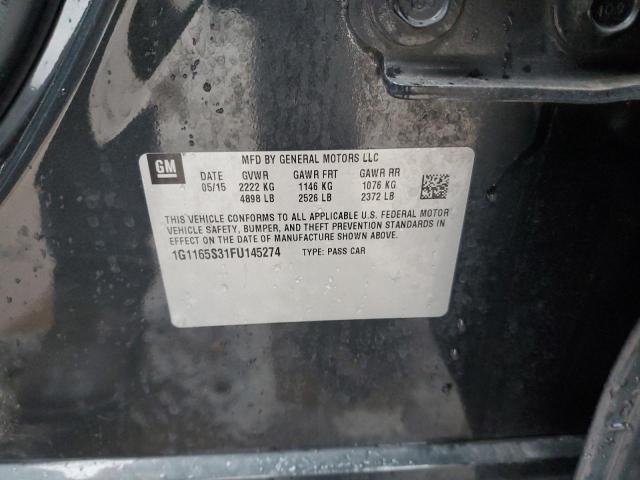 10.9
GM
MFD BY GENERAL MOTORS LLC
DATE GVWR GAWR FRT GAWR RR
05/15 2222 KG 1146 KG 1076 KG
4898 LB 2526 LB 2372 LB
THIS VEHICLE CONFORMS TO ALL APPLICABLE U.S. FEDERAL MOTOR
VEHICLE SAFETY, BUMPER, AND THEFT PREVENTION STANDARDS
IN EFFECT ON THE DATE OF MANUFACTURE SHOWN ABOVE.
1G1165S31FU145274 TYPE: PASS CAR